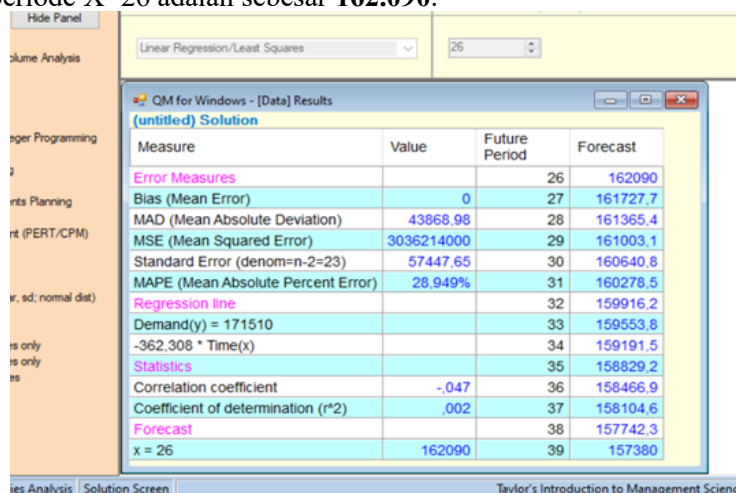 periode X=26 adalah sebesar 162.090.
Hide Panel
olume Analysis
Linear Regression/Least Squares
26
QM for Windows - [Data] Results
(untitled) Solution
Measure Value Future Period Forecast
Error Measures 26 162090
Bias (Mean Error) 0 27 161727,7
MAD (Mean Absolute Deviation) 43868,98 28 161365,4
MSE (Mean Squared Error) 3036214000 29 161003,1
Standard Error (denom=n-2=23) 57447,65 30 160640,8
MAPE (Mean Absolute Percent Error) 28,949% 31 160278,5
Regression line 32 159916,2
Demand(y) = 171510 33 159553,8
-362,308 * Time(x) 34 159191,5
Statistics 35 158829,2
Correlation coefficient -,047 36 158466,9
Coefficient of determination (r^2) ,002 37 158104,6
Forecast 38 157742,3
x = 26 162090 39 157380
eger Programming
g
nts Planning
nt (PERT/CPM)
r, sd; normal dist)
es only
es only
es
ies Analysis Solution Screen Taylor's Introduction to Management Scienc